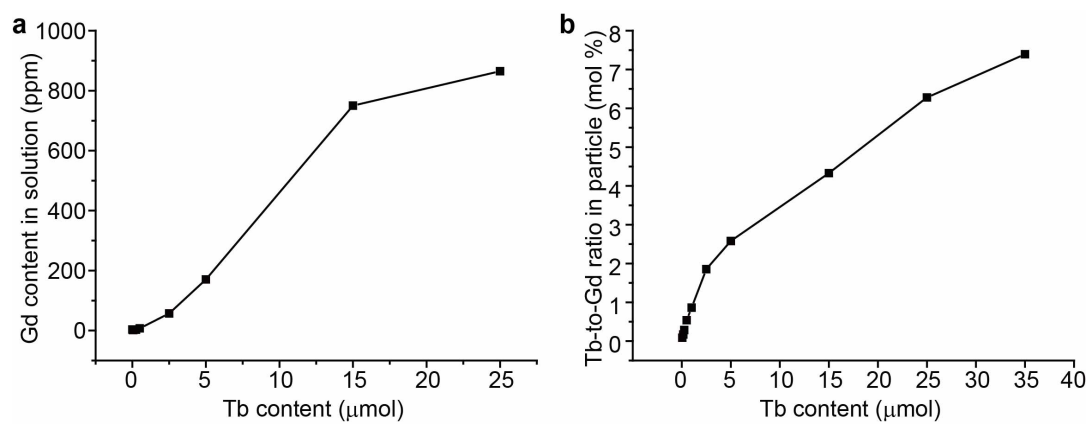 a
1000
800
600
400
200
0
Gd content in solution (ppm)
0 5 10 15 20 25
Tb content (μmol)
b
8
7
6
5
4
3
2
1
0
Tb-to-Gd ratio in particle (mol %)
0 5 10 15 20 25 30 35 40
Tb content (μmol)